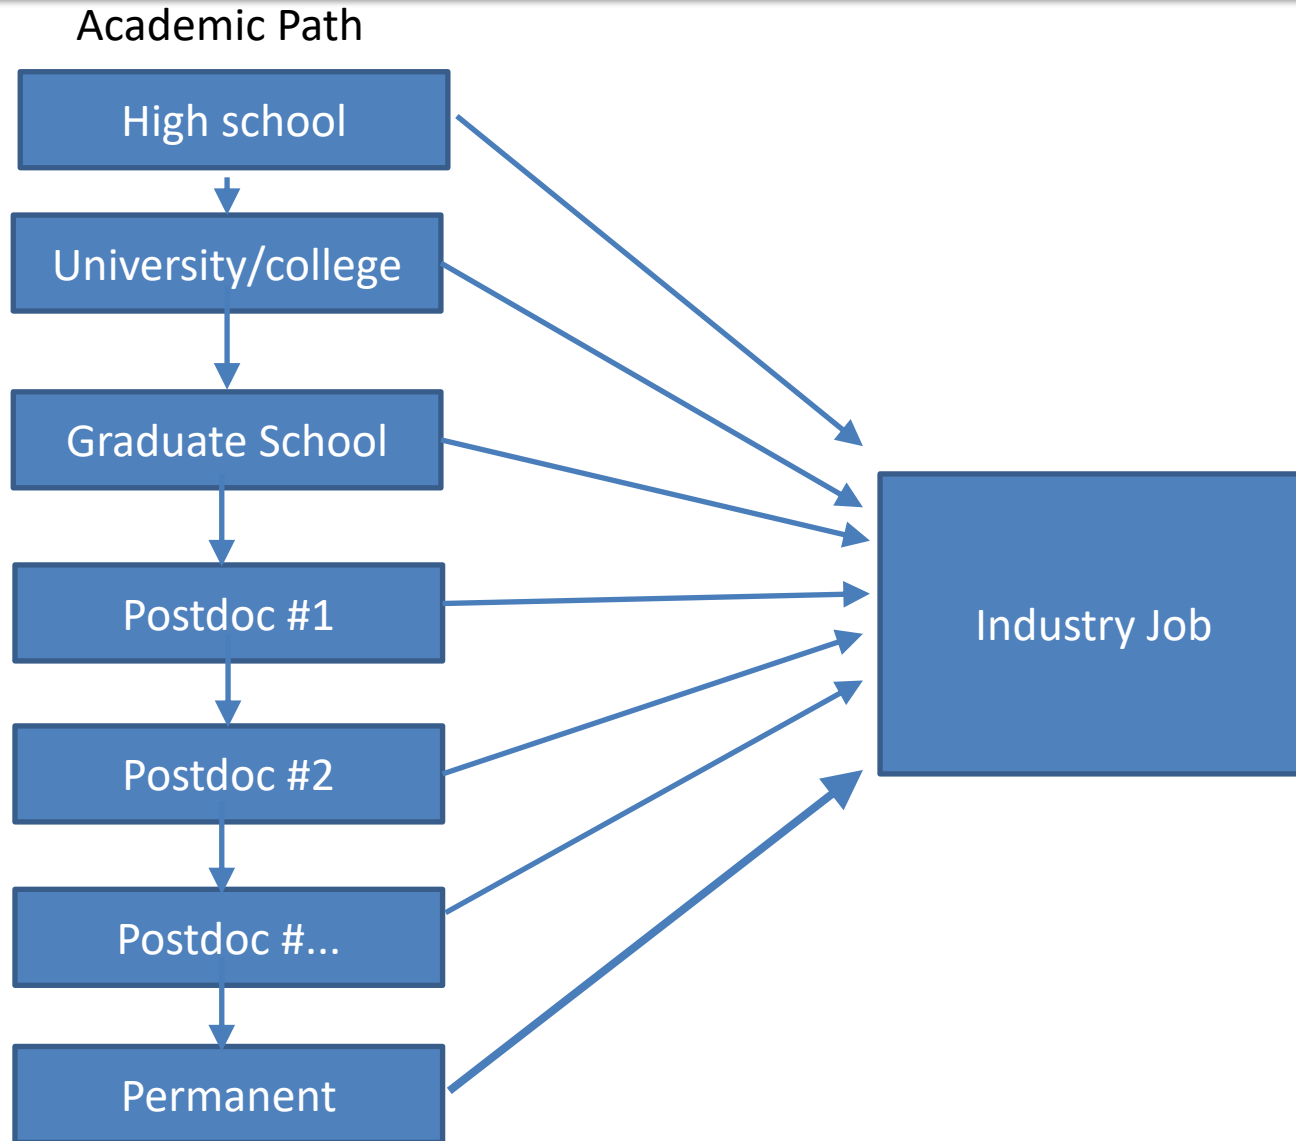 Academic Path
High school
University/college
Graduate School
Postdoc #1
Postdoc #2
Postdoc #...
Permanent
Industry Job